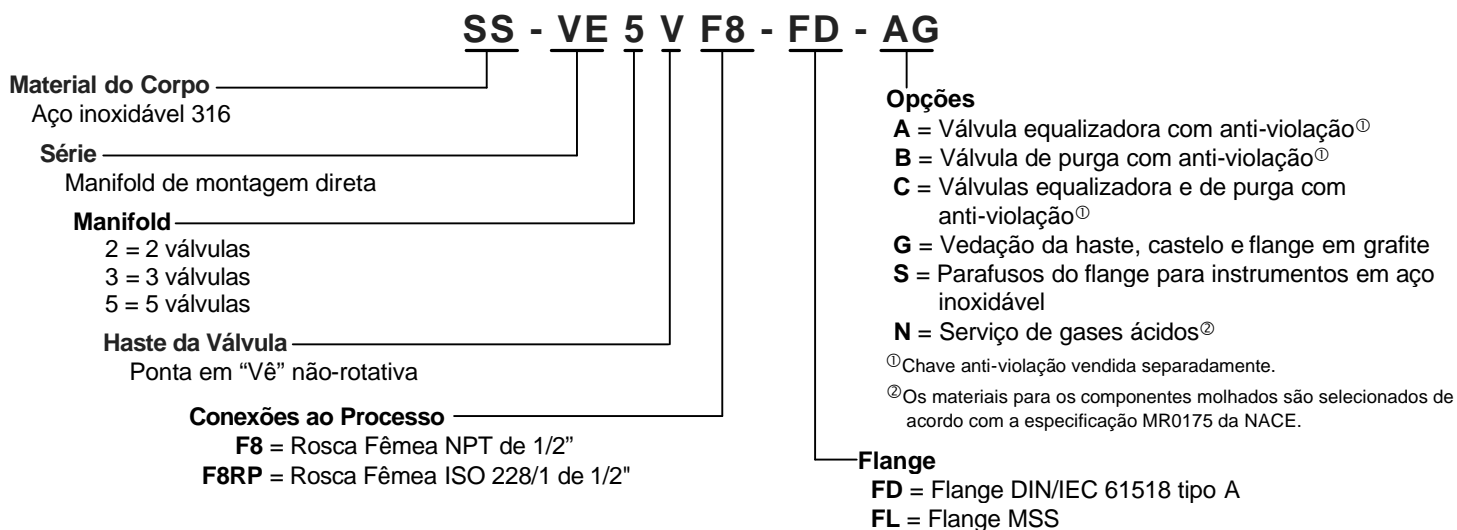 SS - VE 5 V F8 - FD - AG
Material do Corpo
Aço inoxidável 316
Série
Manifold de montagem direta
Manifold
2 = 2 válvulas
3 = 3 válvulas
5 = 5 válvulas
Haste da Válvula
Ponta em “Vê” não-rotativa
Conexões ao Processo
F8 = Rosca Fêmea NPT de 1/2”
F8RP = Rosca Fêmea ISO 228/1 de 1/2"
Opções
A = Válvula equalizadora com anti-violação①
B = Válvula de purga com anti-violação①
C = Válvulas equalizadora e de purga com
anti-violação①
G = Vedação da haste, castelo e flange em grafite
S = Parafusos do flange para instrumentos em aço
inoxidável
N = Serviço de gases ácidos②
①Chave anti-violação vendida separadamente.
②Os materiais para os componentes molhados são selecionados de
acordo com a especificação MR0175 da NACE.
Flange
FD = Flange DIN/IEC 61518 tipo A
FL = Flange MSS